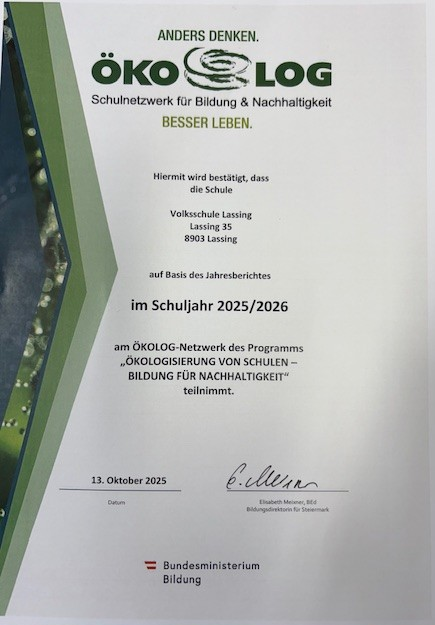 ANDERS DENKEN.
ÖKOLOG
Schulnetzwerk für Bildung & Nachhaltigkeit
BESSER LEBEN.
Hiermit wird bestätigt, dass
die Schule
Volksschule Lassing
Lassing 35
8903 Lassing
auf Basis des Jahresberichtes
im Schuljahr 2025/2026
am ÖKOLOG-Netzwerk des Programms
„ÖKOLOGISIERUNG VON SCHULEN –
BILDUNG FÜR NACHHALTIGKEIT“
teilnimmt.
13. Oktober 2025
E. Meixner
Datum
Elisabeth Meixner, BEd
Bildungsdirektorin für Steiermark
Bundesministerium
Bildung